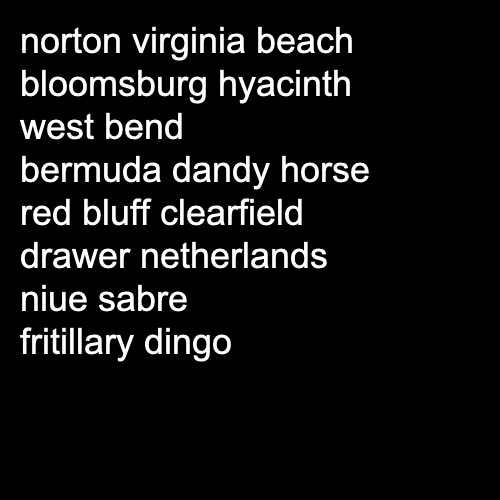 norton virginia beach
bloomsburg hyacinth
west bend
bermuda dandy horse
red bluff clearfield
drawer netherlands
niue sabre
fritillary dingo